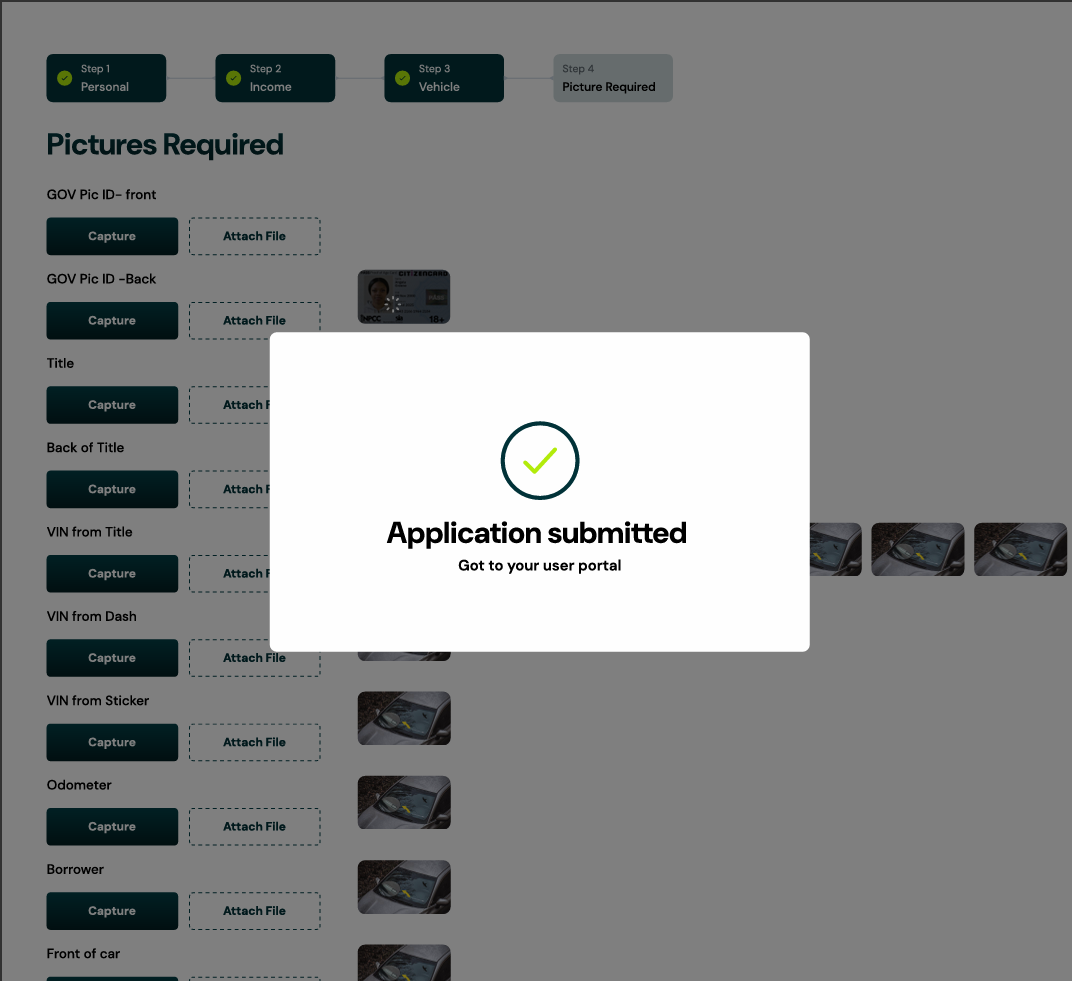 Step 1
Personal
Step 2
Income
Step 3
Vehicle
Step 4
Picture Required
Pictures Required
GOV Pic ID- front
Capture
Attach File
GOV Pic ID -Back
CITIZENCARD
18+
Capture
Attach File
Title
Capture
Attach F
Back of Title
Capture
Attach F
Application submitted
Got to your user portal
VIN from Title
Capture
Attach F
VIN from Dash
Capture
Attach File
VIN from Sticker
Capture
Attach File
Odometer
Capture
Attach File
Borrower
Capture
Attach File
Front of car